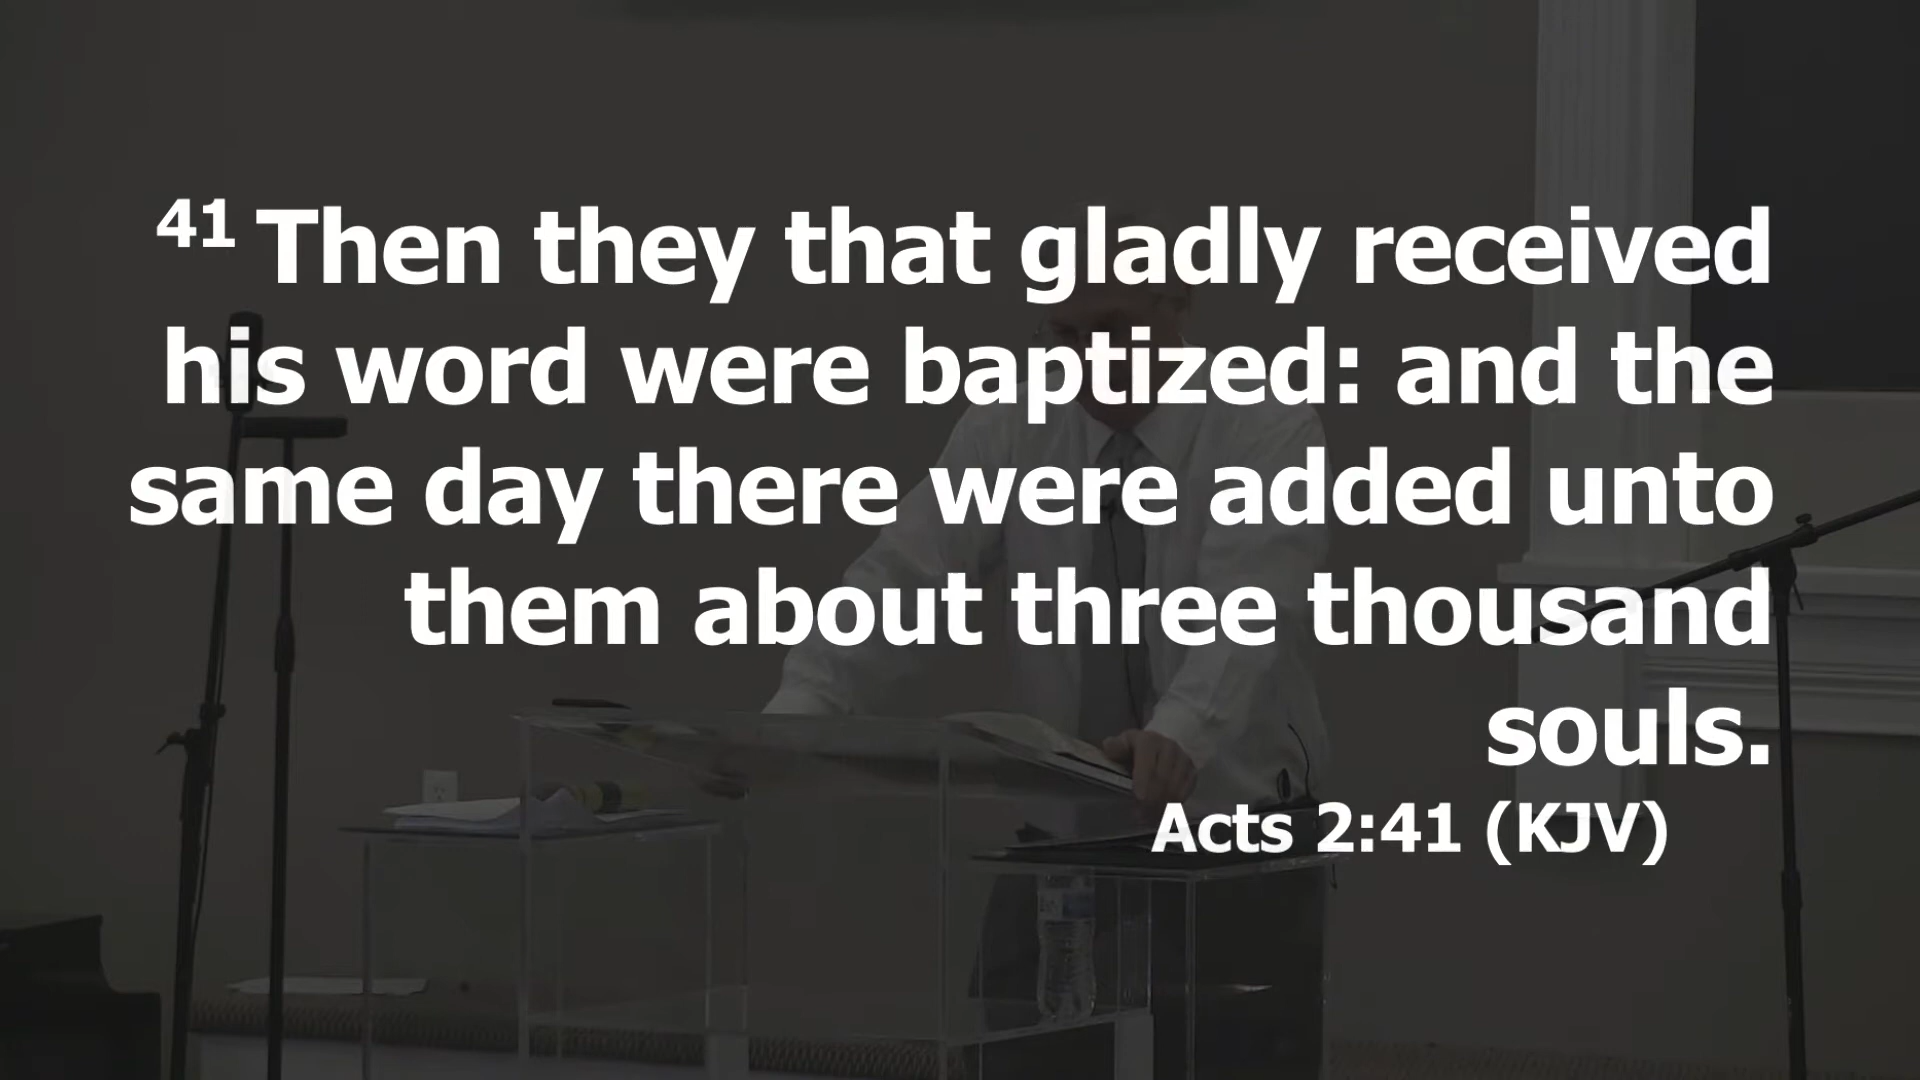 41 Then they that gladly received
his word were baptized: and the
same day there were added unto
them about three thousand
souls.
Acts 2:41 (KJV)